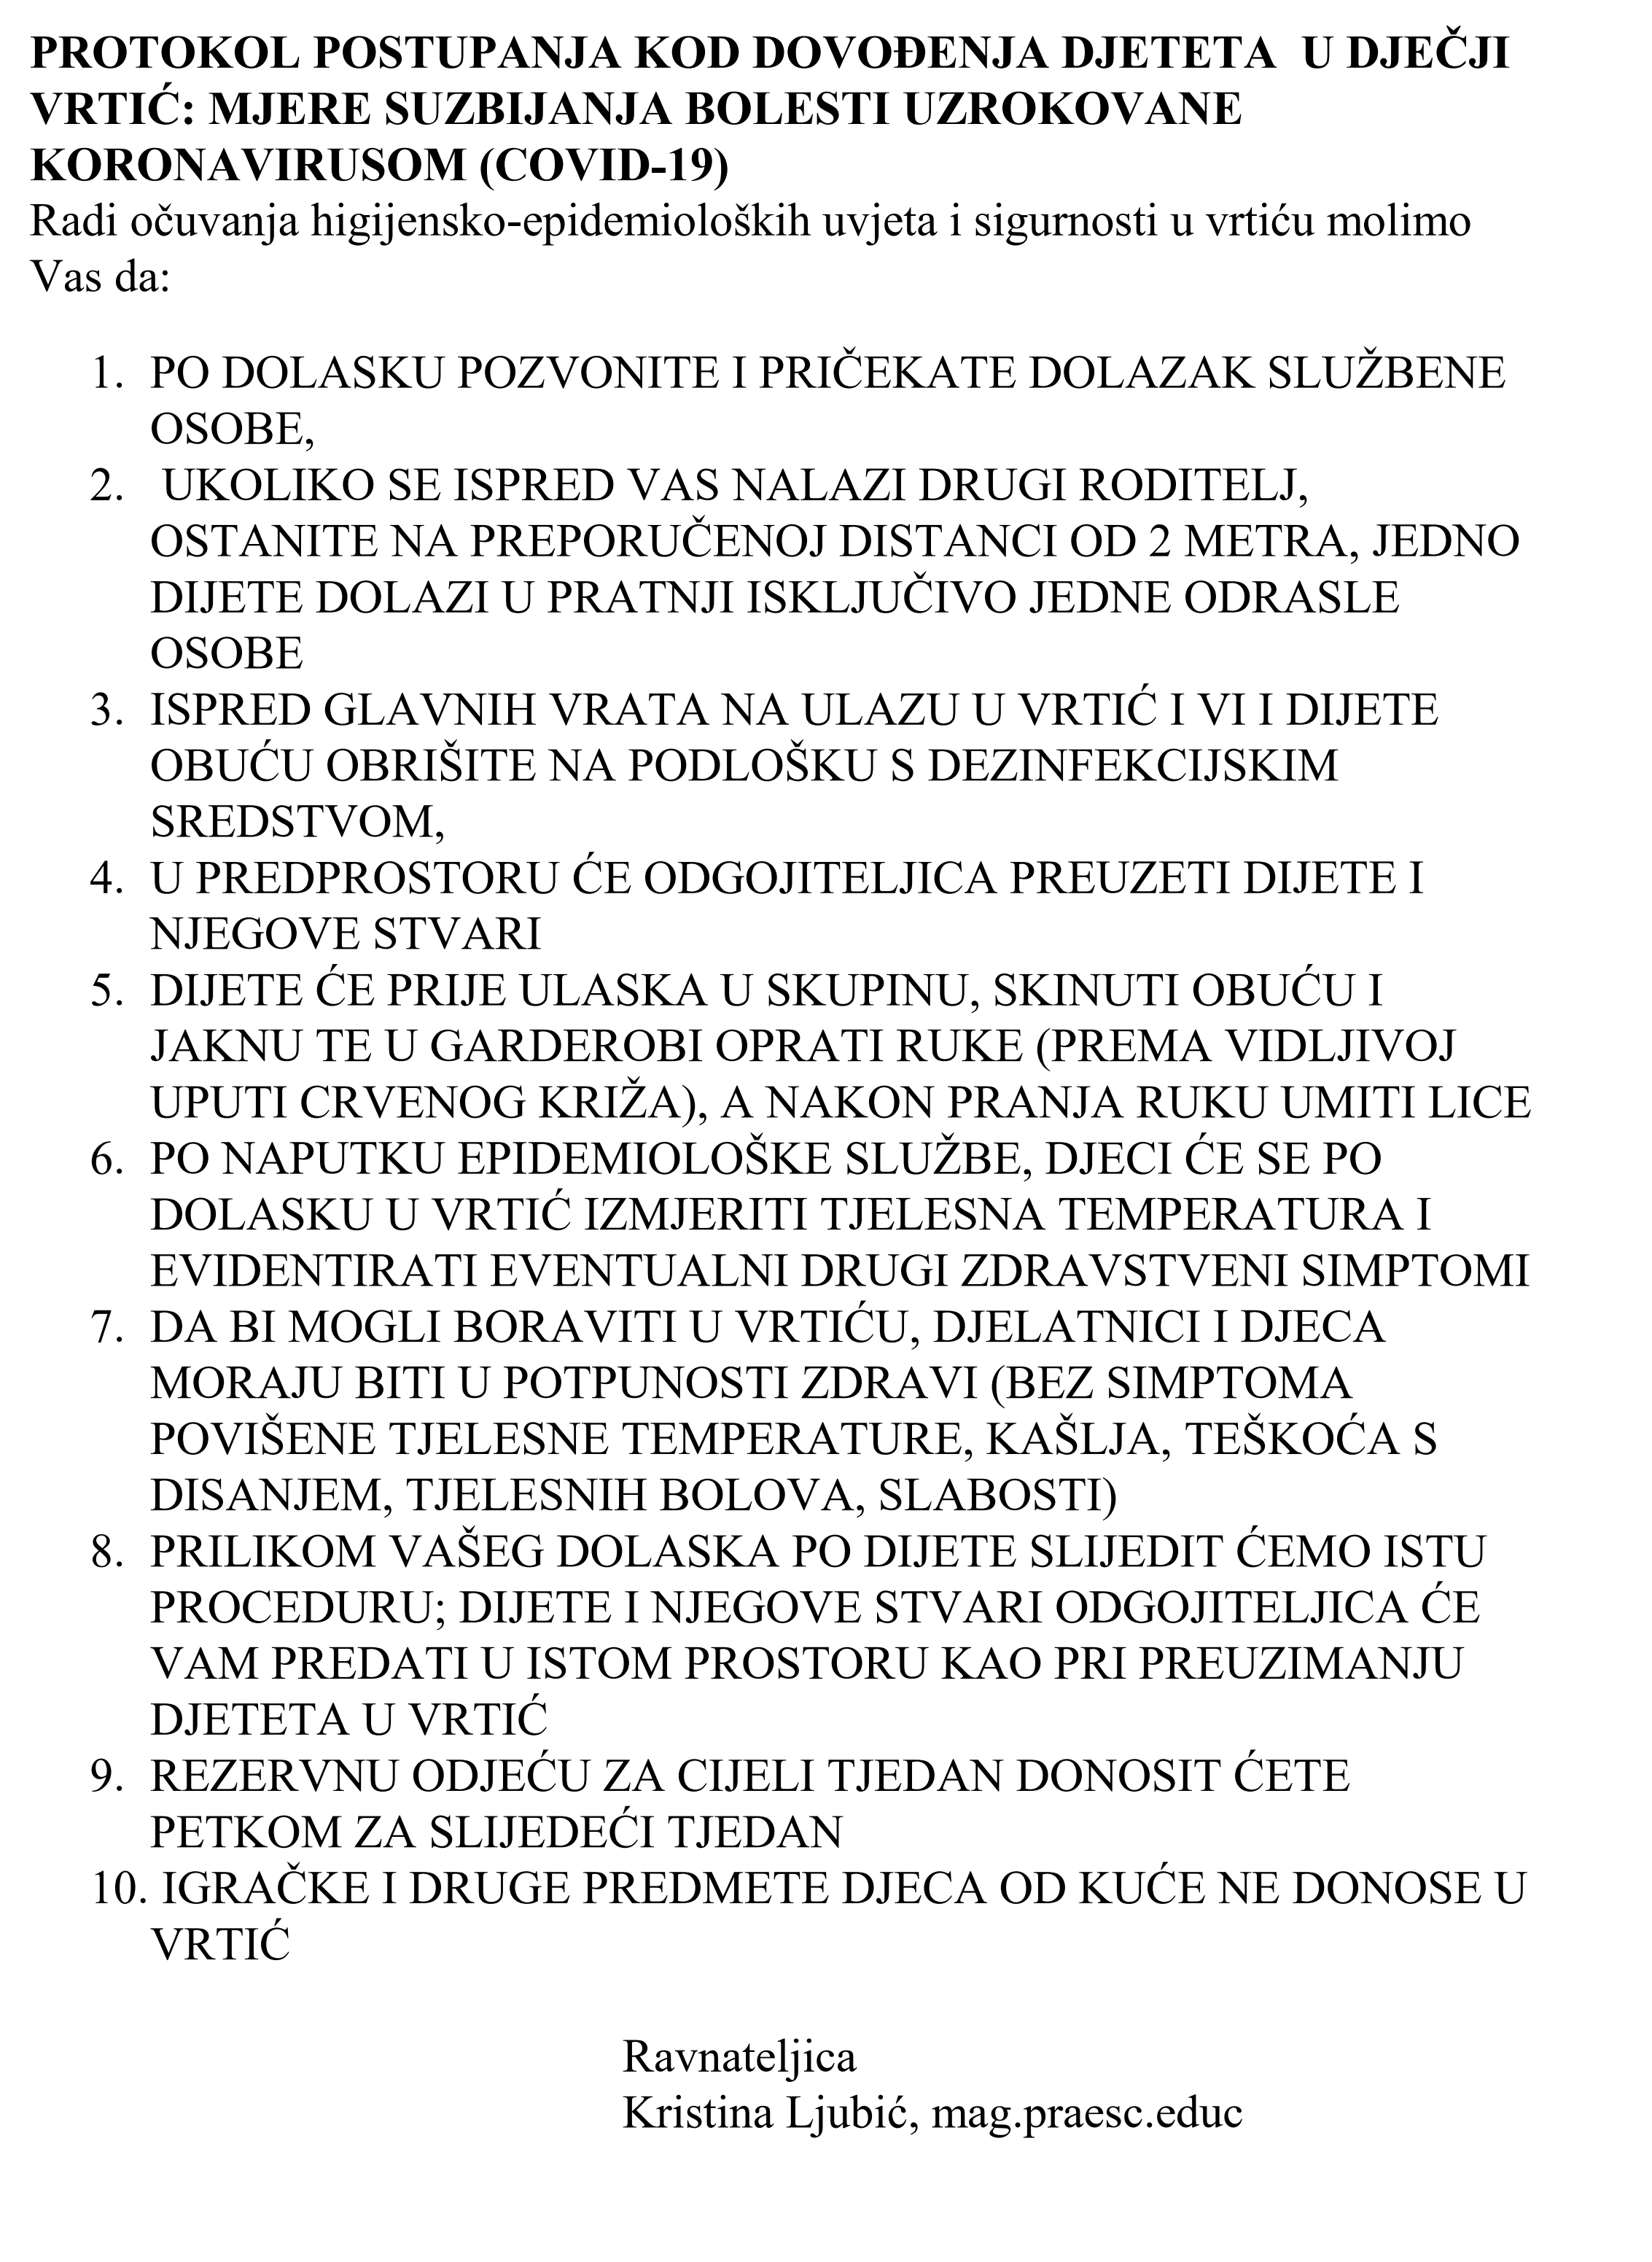 PROTOKOL POSTUPANJA KOD DOVOĐENJA DJETETA  U DJEČJI
VRTIĆ: MJERE SUZBIJANJA BOLESTI UZROKOVANE
KORONAVIRUSOM (COVID-19)
Radi očuvanja higijensko-epidemioloških uvjeta i sigurnosti u vrtiću molimo
Vas da:
1. PO DOLASKU POZVONITE I PRIČEKATE DOLAZAK SLUŽBENE
OSOBE,
2. UKOLIKO SE ISPRED VAS NALAZI DRUGI RODITELJ,
OSTANITE NA PREPORUČENOJ DISTANCI OD 2 METRA, JEDNO
DIJETE DOLAZI U PRATNJI ISKLJUČIVO JEDNE ODRASLE
OSOBE
3. ISPRED GLAVNIH VRATA NA ULAZU U VRTIĆ I VI I DIJETE
OBUĆU OBRIŠITE NA PODLOŠKU S DEZINFEKCIJSKIM
SREDSTVOM,
4. U PREDPROSTORU ĆE ODGOJITELJICA PREUZETI DIJETE I
NJEGOVE STVARI
5. DIJETE ĆE PRIJE ULASKA U SKUPINU, SKINUTI OBUĆU I
JAKNU TE U GARDEROBI OPRATI RUKE (PREMA VIDLJIVOJ
UPUTI CRVENOG KRIŽA), A NAKON PRANJA RUKU UMITI LICE
6. PO NAPUTKU EPIDEMIOLOŠKE SLUŽBE, DJECI ĆE SE PO
DOLASKU U VRTIĆ IZMJERITI TJELESNA TEMPERATURA I
EVIDENTIRATI EVENTUALNI DRUGI ZDRAVSTVENI SIMPTOMI
7. DA BI MOGLI BORAVITI U VRTIĆU, DJELATNICI I DJECA
MORAJU BITI U POTPUNOSTI ZDRAVI (BEZ SIMPTOMA
POVIŠENE TJELESNE TEMPERATURE, KAŠLJA, TEŠKOĆA S
DISANJEM, TJELESNIH BOLOVA, SLABOSTI)
8. PRILIKOM VAŠEG DOLASKA PO DIJETE SLIJEDIT ĆEMO ISTU
PROCEDURU; DIJETE I NJEGOVE STVARI ODGOJITELJICA ĆE
VAM PREDATI U ISTOM PROSTORU KAO PRI PREUZIMANJU
DJETETA U VRTIĆ
9. REZERVNU ODJEĆU ZA CIJELI TJEDAN DONOSIT ĆETE
PETKOM ZA SLIJEDEĆI TJEDAN
10. IGRAČKE I DRUGE PREDMETE DJECA OD KUĆE NE DONOSE U
VRTIĆ
Ravnateljica
Kristina Ljubić, mag.praesc.educ